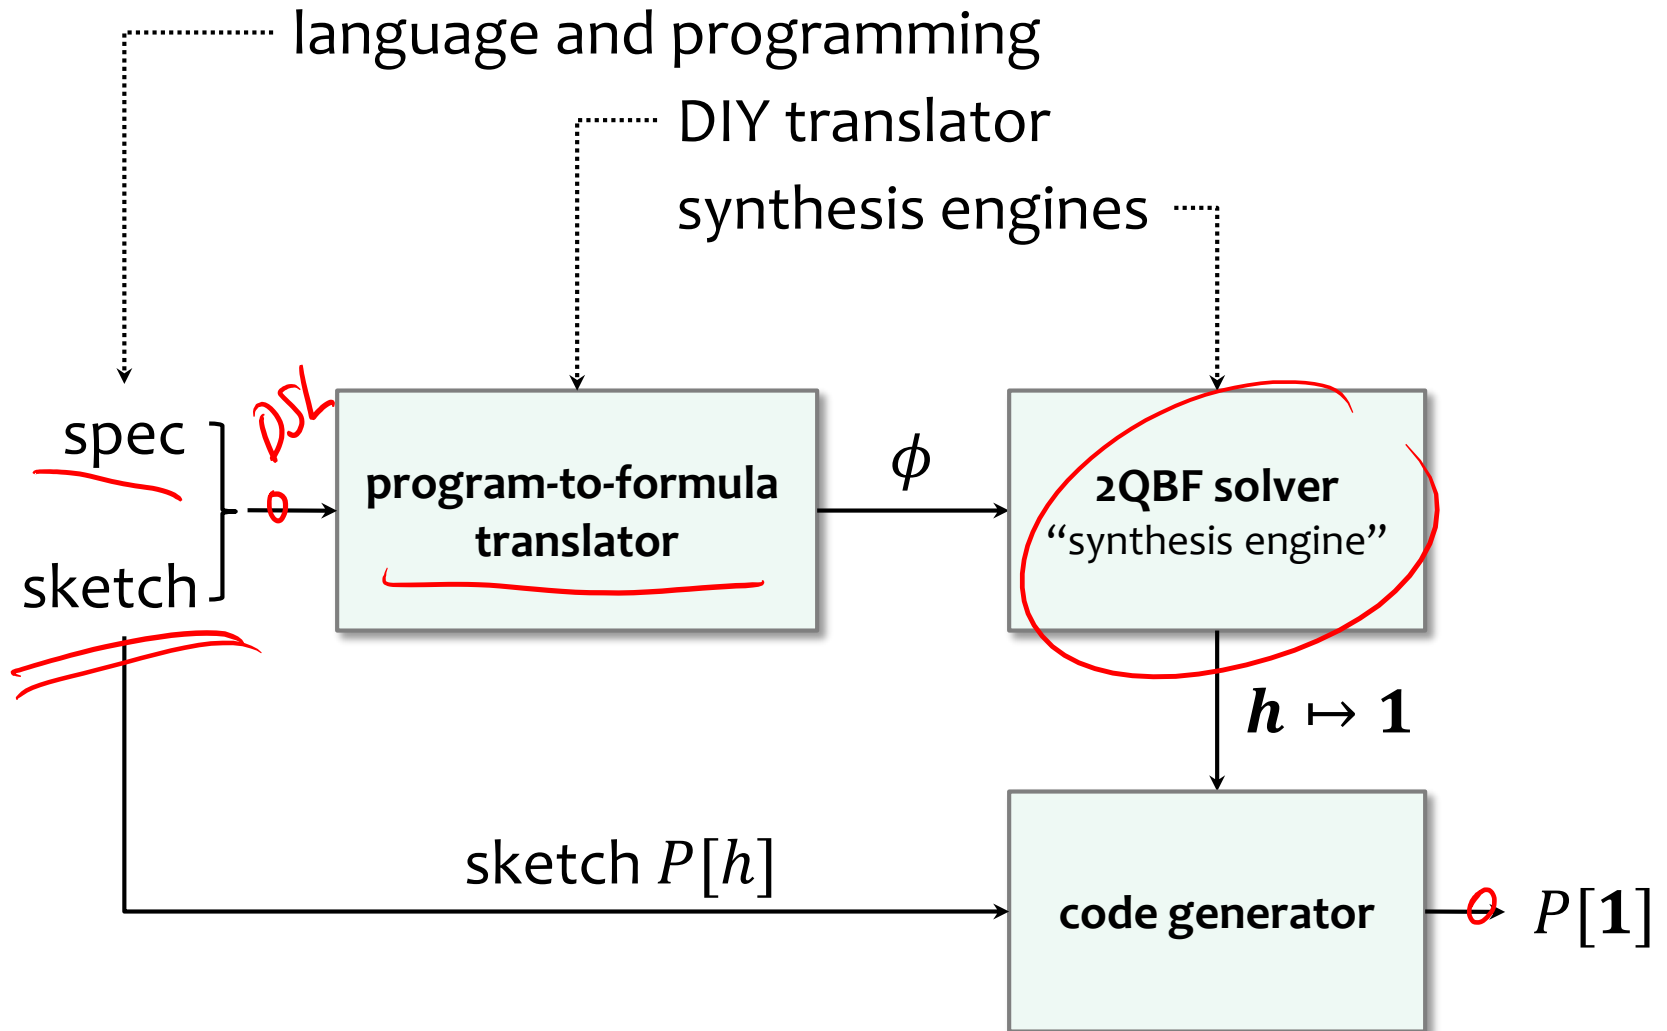 language and programming
DIY translator
synthesis engines
DSL
spec
sketch
program-to-formula
translator
ϕ
2QBF solver
“synthesis engine”
h ↦ 1
sketch P[h]
code generator
P[1]